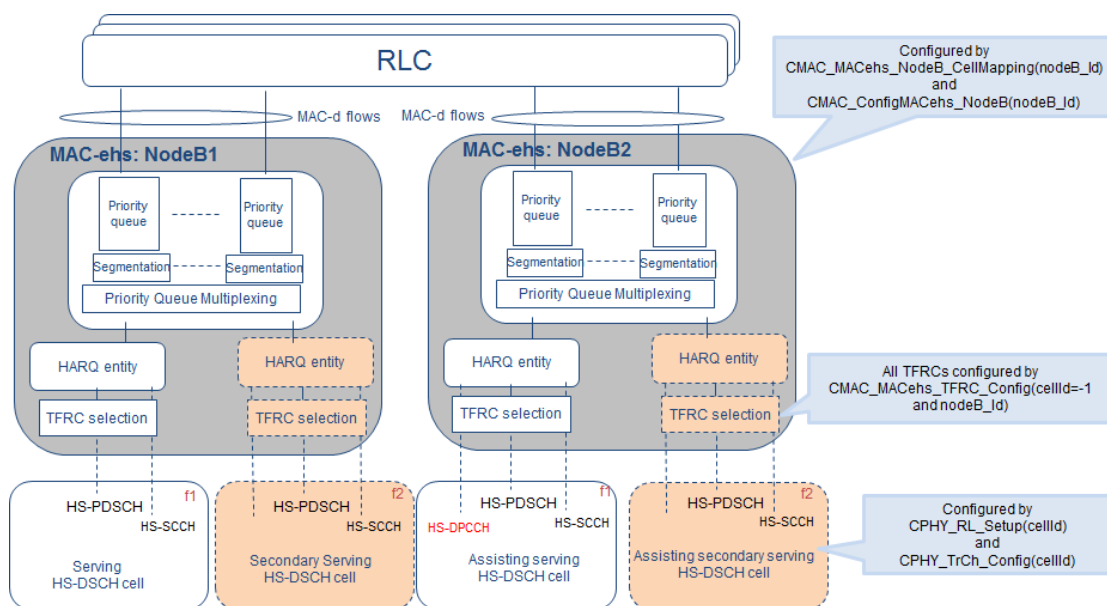 RLC
Configured by
CMAC_MACehs_NodeB_CellMapping(nodeB_Id)
and
CMAC_ConfigMACehs_NodeB(nodeB_Id)
MAC-d flows
MAC-d flows
MAC-ehs: NodeB1
Priority
queue
Priority
queue
Segmentation
Segmentation
Priority Queue Multiplexing
HARQ entity
HARQ entity
TFRC selection
TFRC selection
MAC-ehs: NodeB2
Priority
queue
Priority
queue
Segmentation
Segmentation
Priority Queue Multiplexing
HARQ entity
HARQ entity
TFRC selection
TFRC selection
All TFRCs configured by
CMAC_MACehs_TFRC_Config(cellId=-1
and nodeB_Id)
f1
HS-PDSCH
HS-SCCH
Serving
HS-DSCH cell
f2
HS-PDSCH
HS-SCCH
Secondary Serving
HS-DSCH cell
f1
HS-PDSCH
HS-DPCCH
HS-SCCH
Assisting serving
HS-DSCH cell
f2
HS-PDSCH
HS-SCCH
Assisting secondary serving
HS-DSCH cell
Configured by
CPHY_RL_Setup(cellId)
and
CPHY_TrCh_Config(cellId)